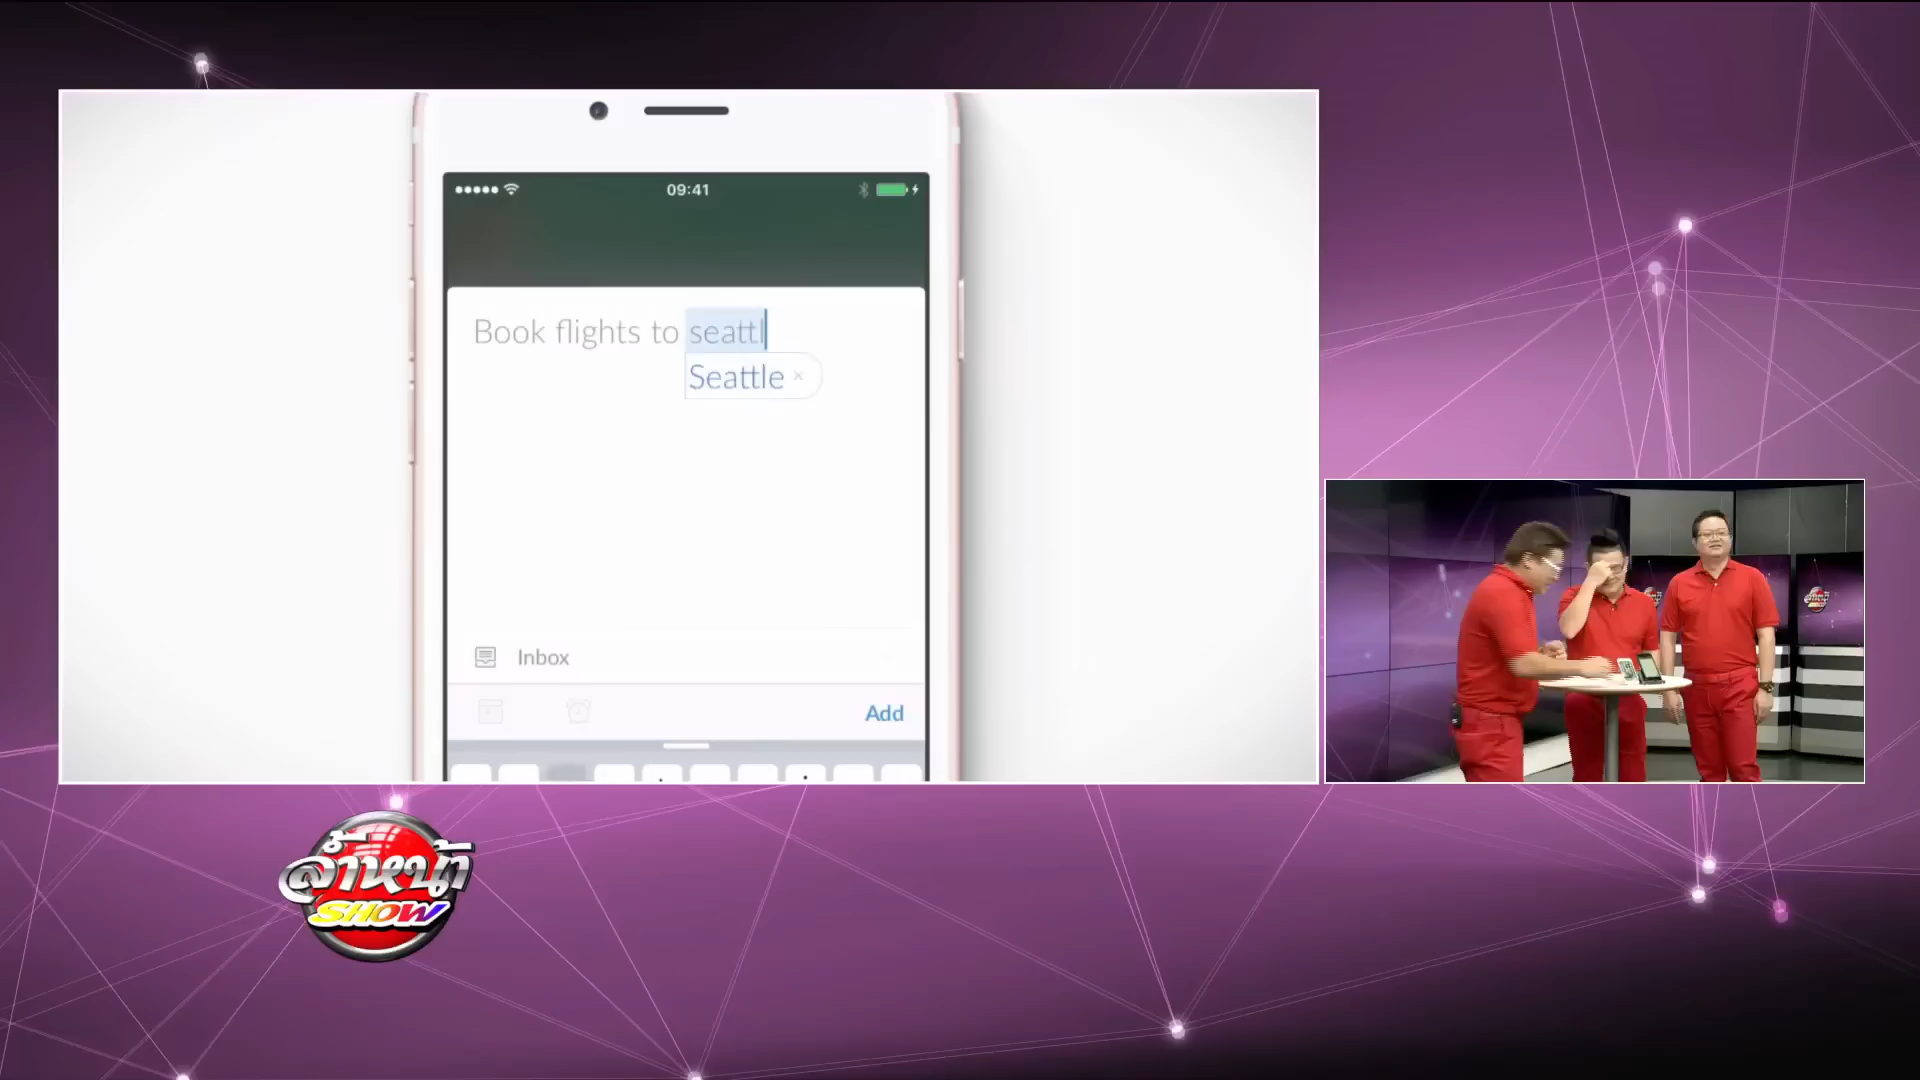 09:41
Book flights to seattl
Seattle ×
Inbox
Add
ล้ำหน้า
SHOW